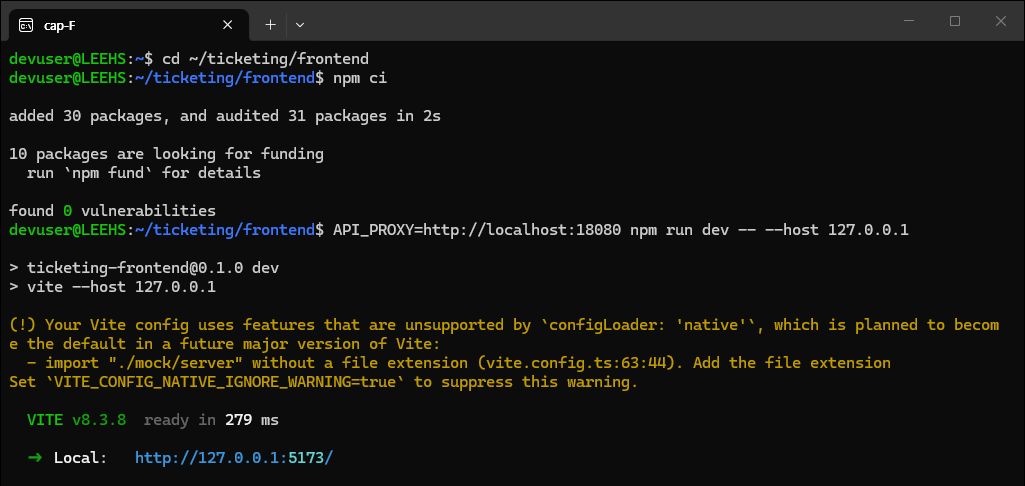 cap-F
devuser@LEEHS:~$ cd ~/ticketing/frontend
devuser@LEEHS:~/ticketing/frontend$ npm ci
added 30 packages, and audited 31 packages in 2s
10 packages are looking for funding
run `npm fund` for details
found 0 vulnerabilities
devuser@LEEHS:~/ticketing/frontend$ API_PROXY=http://localhost:18080 npm run dev -- --host 127.0.0.1
> ticketing-frontend@0.1.0 dev
> vite --host 127.0.0.1
(!) Your Vite config uses features that are unsupported by `configLoader: 'native'`, which is planned to becom
e the default in a future major version of Vite:
- import "./mock/server" without a file extension (vite.config.ts:63:44). Add the file extension
Set `VITE_CONFIG_NATIVE_IGNORE_WARNING=true` to suppress this warning.
VITE v8.3.8 ready in 279 ms
➜ Local: http://127.0.0.1:5173/